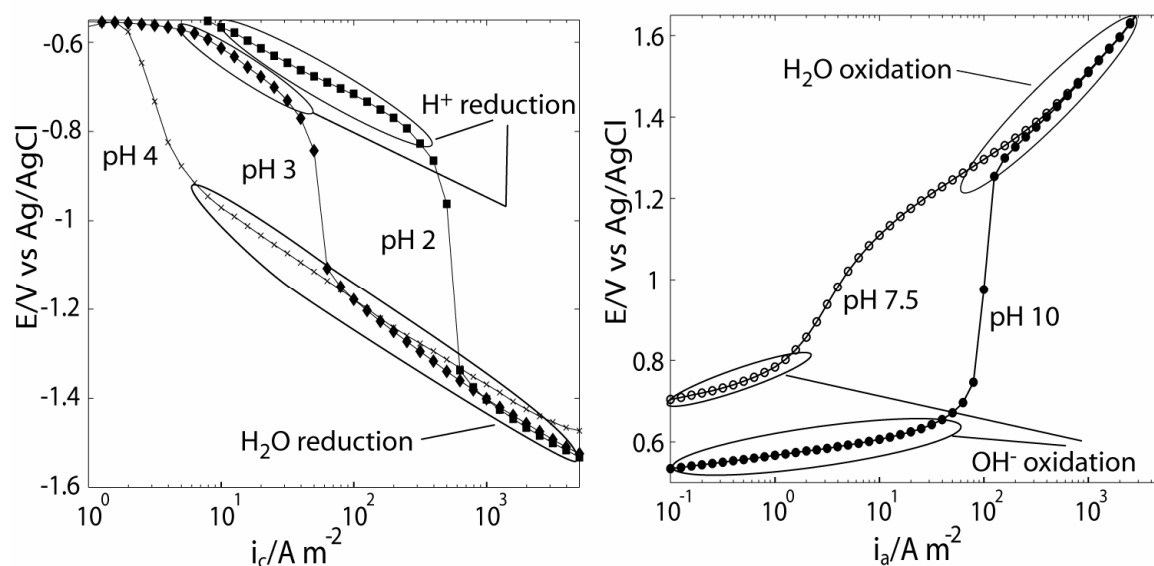 E/V vs Ag/AgCl
-0.6
-0.8
-1
-1.2
-1.4
-1.6
10⁰
10¹
10²
10³
i_c/A m⁻²
pH 4
pH 3
pH 2
H⁺ reduction
H₂O reduction
E/V vs Ag/AgCl
1.6
1.4
1.2
1
0.8
0.6
10⁻¹
10⁰
10¹
10²
10³
i_a/A m⁻²
H₂O oxidation
pH 7.5
pH 10
OH⁻ oxidation